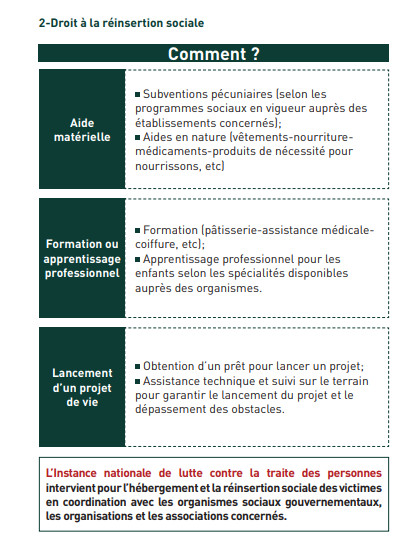 2-Droit à la réinsertion sociale
Comment ?
Aide
matérielle
▪ Subventions pécuniaires (selon les
programmes sociaux en vigueur auprès des
établissements concernés);
▪ Aides en nature (vêtements-nourriture-
médicaments-produits de nécessité pour
nourrissons, etc)
Formation ou
apprentissage
professionnel
▪ Formation (pâtisserie-assistance médicale-
coiffure, etc);
▪ Apprentissage professionnel pour les
enfants selon les spécialités disponibles
auprès des organismes.
Lancement
d'un projet
de vie
▪ Obtention d'un prêt pour lancer un projet;
▪ Assistance technique et suivi sur le terrain
pour garantir le lancement du projet et le
dépassement des obstacles.
L'Instance nationale de lutte contre la traite des personnes
intervient pour l'hébergement et la réinsertion sociale des victimes
en coordination avec les organismes sociaux gouvernementaux,
les organisations et les associations concernés.